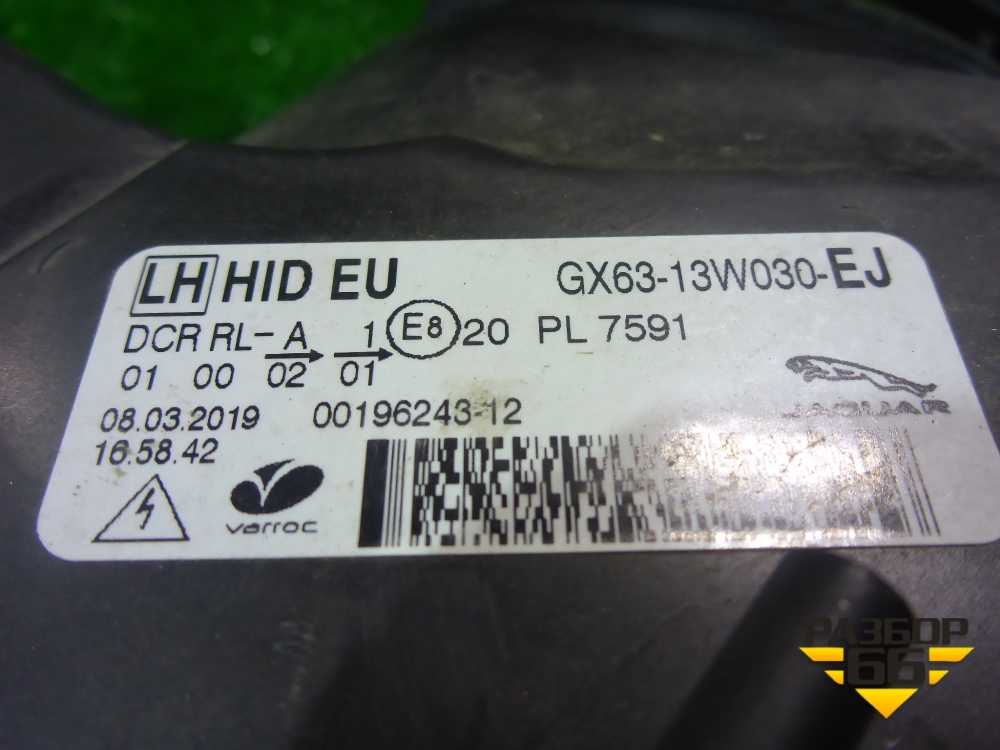 LH HID EU GX63-13W030-EJ
DCR RL- A 1 E8 20 PL 7591
01 00 02 01
JAGUAR
08.03.2019 00196243-12
16.58.42
varroc
РАЗБОР
66